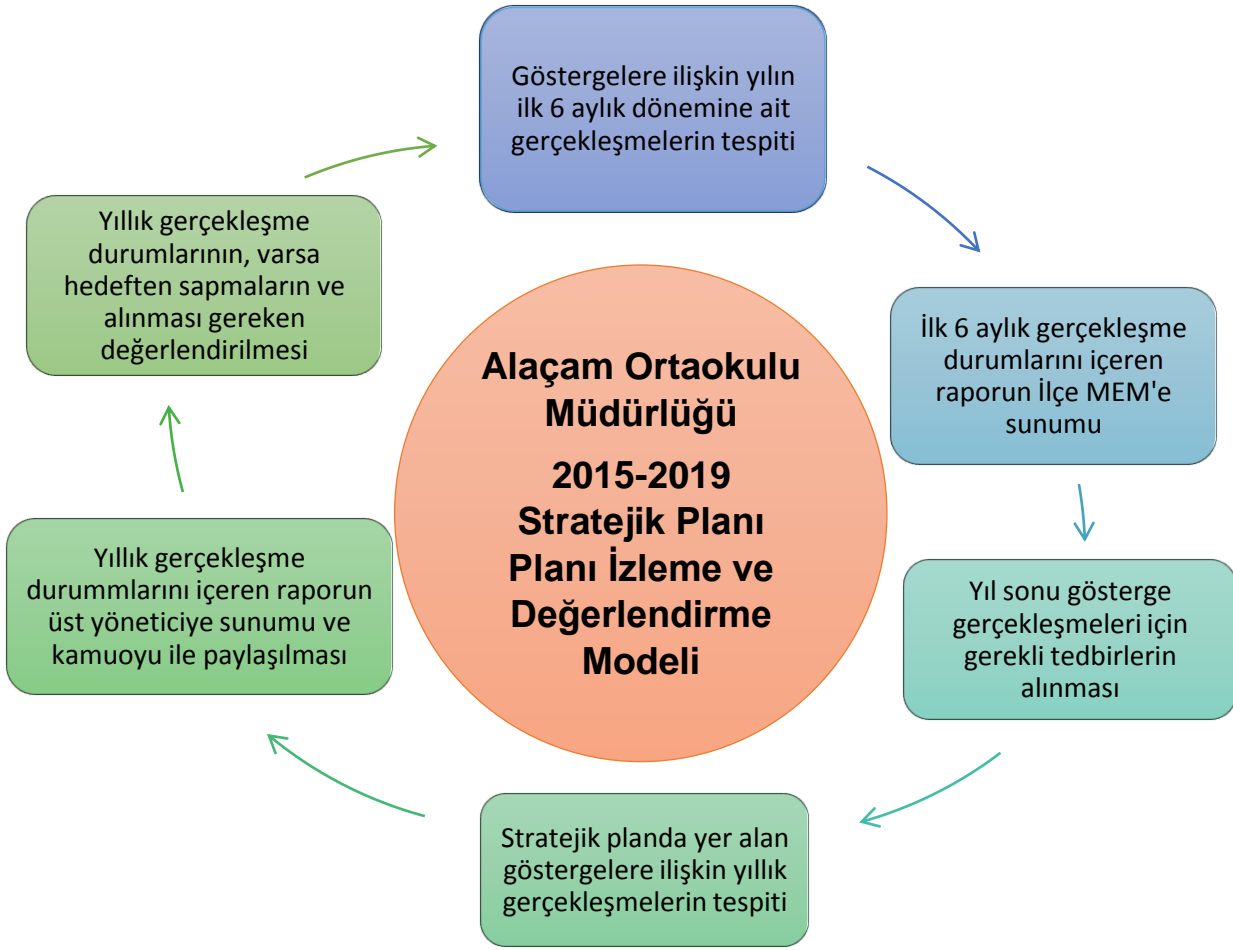 Göstergelere ilişkin yılın
ilk 6 aylık dönemine ait
gerçekleşmelerin tespiti
İlk 6 aylık gerçekleşme
durumlarını içeren
raporun İlçe MEM'e
sunumu
Yıl sonu gösterge
gerçekleşmeleri için
gerekli tedbirlerin
alınması
Stratejik planda yer alan
göstergelere ilişkin yıllık
gerçekleşmelerin tespiti
Yıllık gerçekleşme
durummlarını içeren raporun
üst yöneticiye sunumu ve
kamuoyu ile paylaşılması
Yıllık gerçekleşme
durumlarının, varsa
hedeften sapmaların ve
alınması gereken
değerlendirilmesi
Alaçam Ortaokulu
Müdürlüğü
2015-2019
Stratejik Planı
Planı İzleme ve
Değerlendirme
Modeli